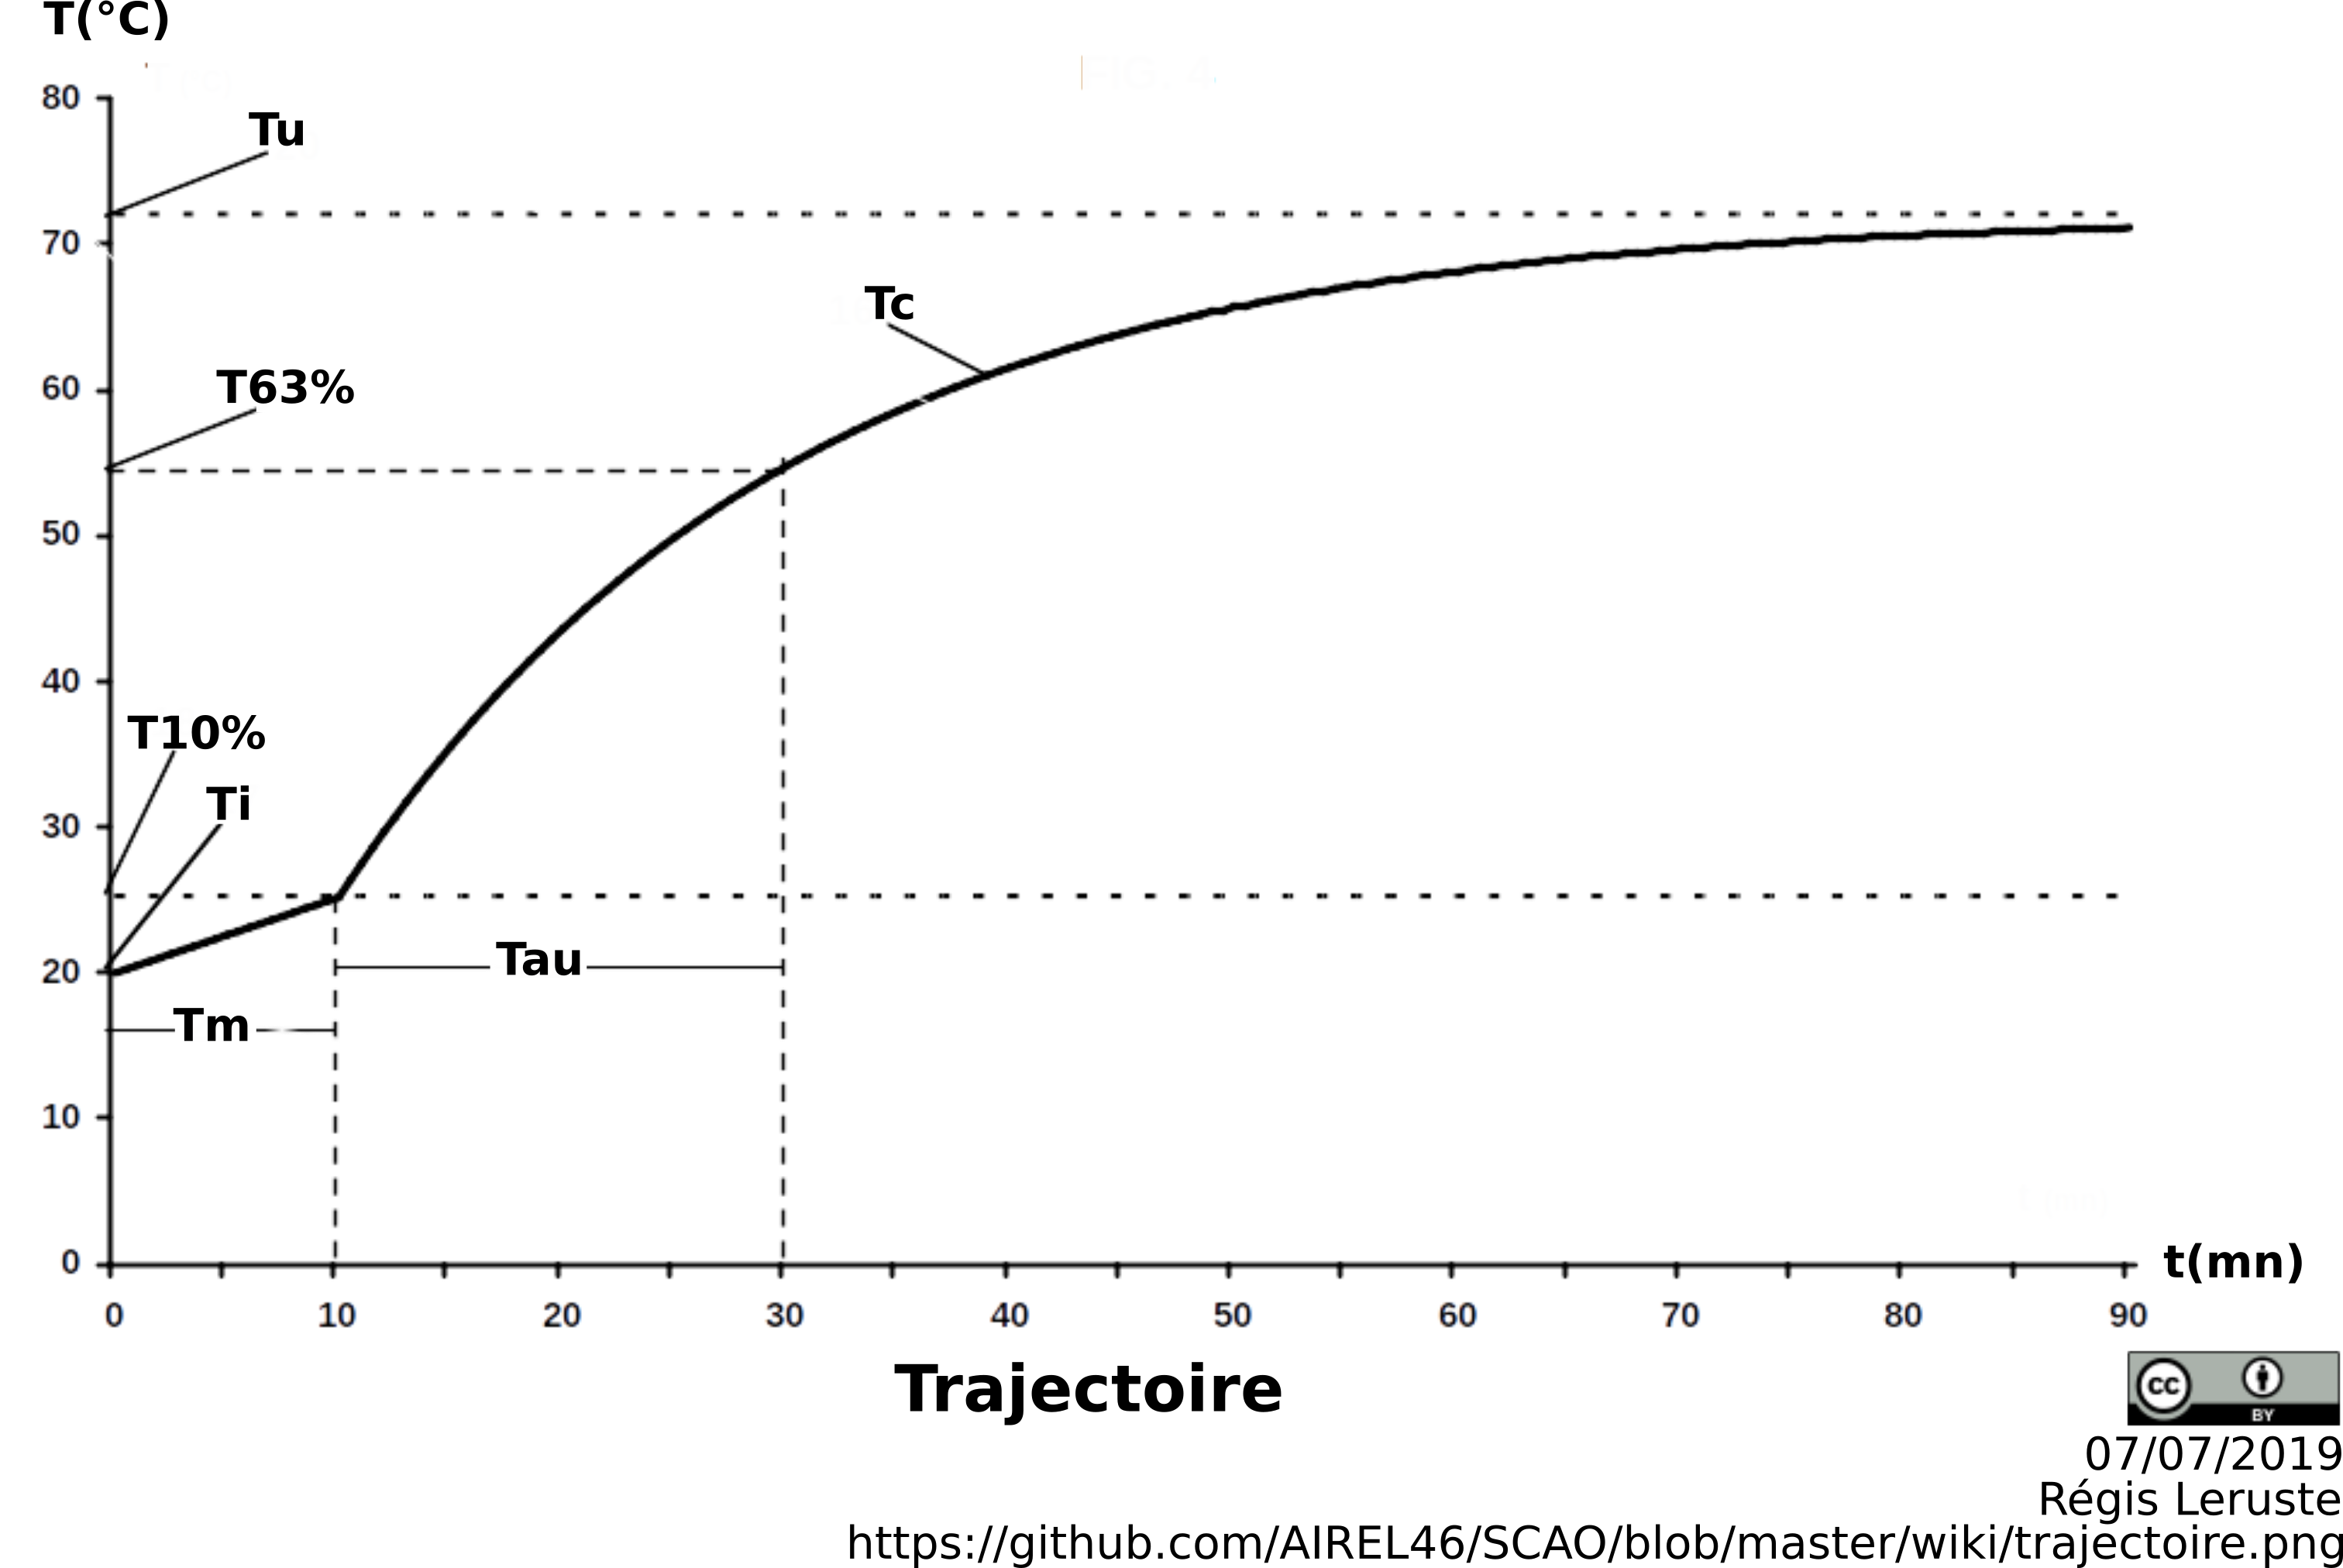 T(°C)
80
Tu
70
Tc
T63%
60
50
40
T10%
Ti
30
20
Tau
Tm
10
0
t(mn)
0 10 20 30 40 50 60 70 80 90
Trajectoire
cc
BY
07/07/2019
Régis Leruste
https://github.com/AIREL46/SCAO/blob/master/wiki/trajectoire.png